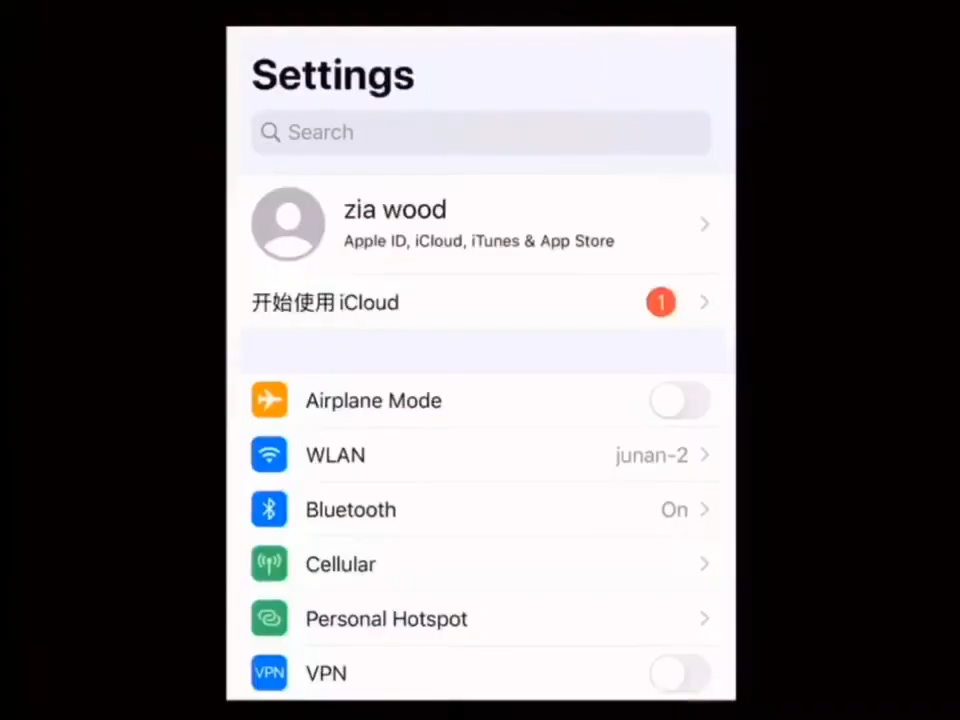 Settings
Search
zia wood
Apple ID, iCloud, iTunes & App Store
开始使用 iCloud 1
Airplane Mode
WLAN junan-2
Bluetooth On
Cellular
Personal Hotspot
VPN VPN